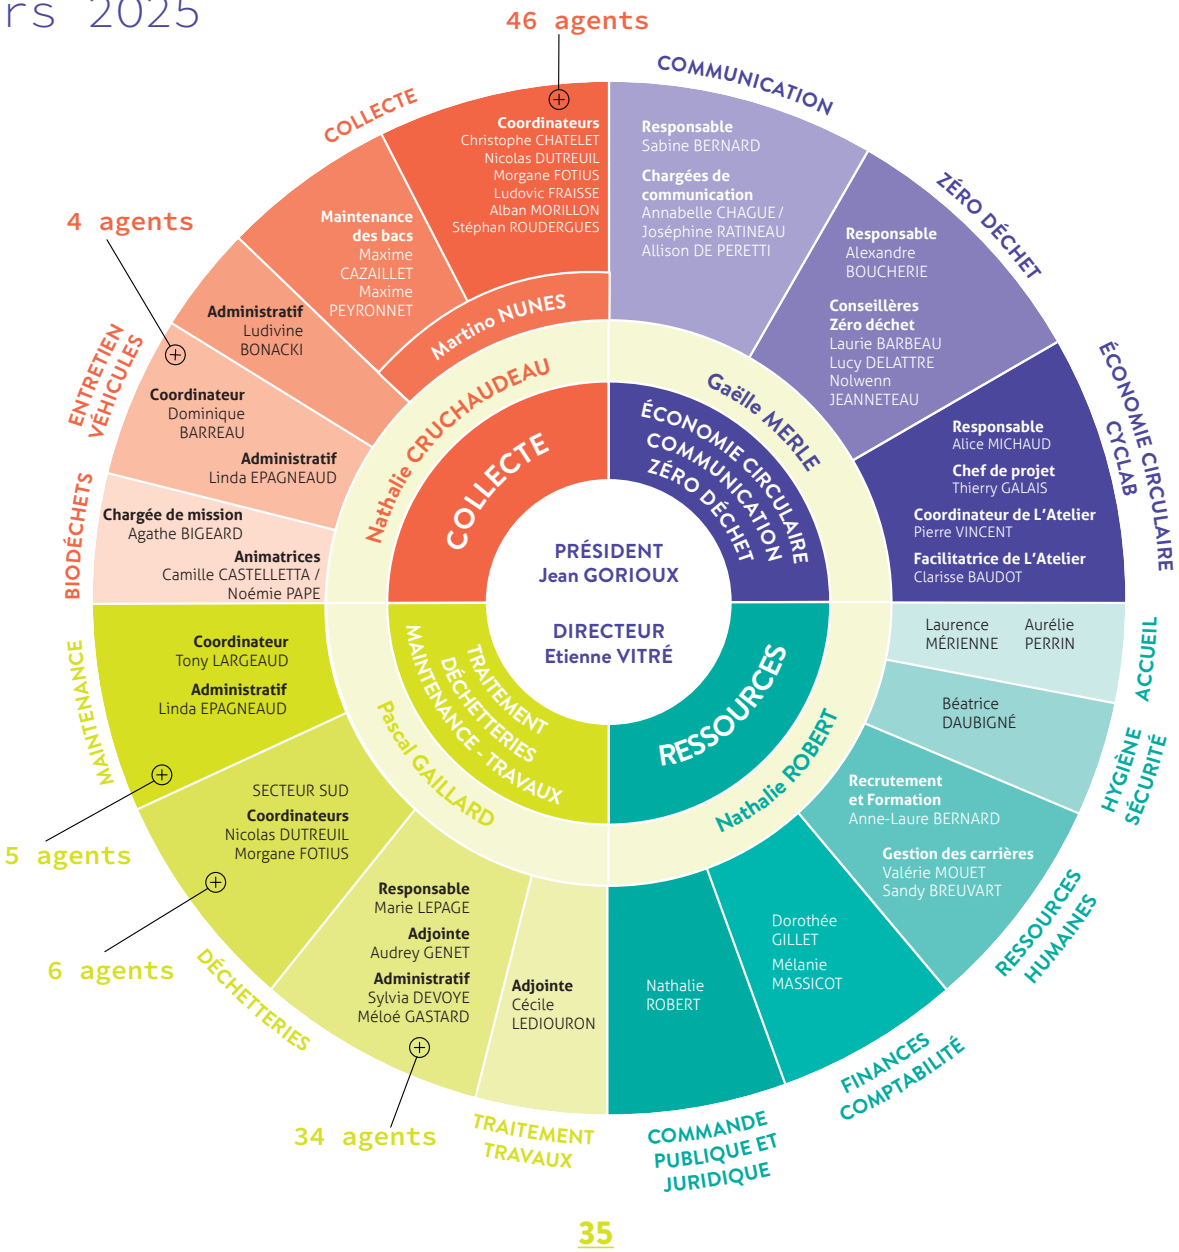 rs 2025
46 agents
COMMUNICATION
Responsable
Sabine BERNARD
Chargées de
communication
Annabelle CHAGUE /
Joséphine RATINEAU
Allison DE PERETTI
ZÉRO DÉCHET
Responsable
Alexandre
BOUCHERIE
Conseillères
Zéro déchet
Laurie BARBEAU
Lucy DELATTRE
Nolwenn
JEANNETEAU
ÉCONOMIE CIRCULAIRE
CYCLAB
Responsable
Alice MICHAUD
Chef de projet
Thierry GALAIS
Coordinateur de L'Atelier
Pierre VINCENT
Facilitatrice de L'Atelier
Clarisse BAUDOT
Gaëlle MERLE
ÉCONOMIE CIRCULAIRE
COMMUNICATION
ZÉRO DÉCHET
COLLECTE
Coordinateurs
Christophe CHATELET
Nicolas DUTREUIL
Morgane FOTIUS
Ludovic FRAISSE
Alban MORILLON
Stéphan ROUDERGUES
Maintenance
des bacs
Maxime
CAZAILLET
Maxime
PEYRONNET
Martino NUNES
4 agents
Administratif
Ludivine
BONACKI
ENTRETIEN
VÉHICULES
Coordinateur
Dominique
BARREAU
Administratif
Linda EPAGNEAUD
BIODÉCHETS
Chargée de mission
Agathe BIGEARD
Animatrices
Camille CASTELLETTA /
Noémie PAPE
Nathalie CRUCHAUDEAU
COLLECTE
PRÉSIDENT
Jean GORIOUX
DIRECTEUR
Etienne VITRÉ
ACCUEIL
Laurence
MÉRIENNE
Aurélie
PERRIN
HYGIÈNE
SÉCURITÉ
Béatrice
DAUBIGNÉ
RESSOURCES
HUMAINES
Recrutement
et Formation
Anne-Laure BERNARD
Gestion des carrières
Valérie MOUET
Sandy BREUVART
FINANCES
COMPTABILITÉ
Dorothée
GILLET
Mélanie
MASSICOT
COMMANDE
PUBLIQUE ET
JURIDIQUE
Nathalie
ROBERT
Nathalie ROBERT
RESSOURCES
MAINTENANCE
Coordinateur
Tony LARGEAUD
Administratif
Linda EPAGNEAUD
5 agents
SECTEUR SUD
Coordinateurs
Nicolas DUTREUIL
Morgane FOTIUS
6 agents
DÉCHETTERIES
Responsable
Marie LEPAGE
Adjointe
Audrey GENET
Administratif
Sylvia DEVOYE
Méloé GASTARD
34 agents
TRAITEMENT
TRAVAUX
Adjointe
Cécile
LEDIOURON
Pascal GAILLARD
TRAITEMENT
DÉCHETTERIES
MAINTENANCE - TRAVAUX
35